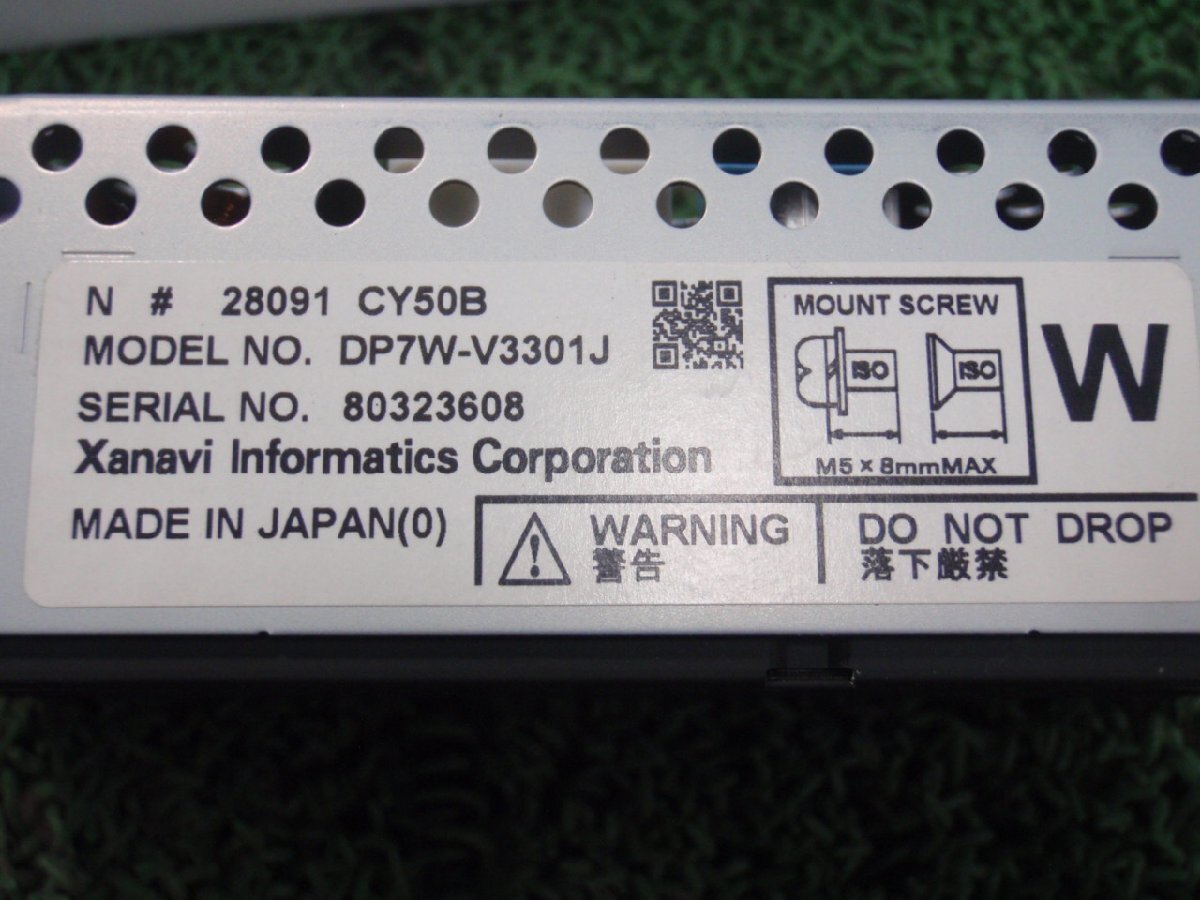 N # 28091 CY50B
MODEL NO. DP7W-V3301J
SERIAL NO. 80323608
Xanavi Informatics Corporation
MADE IN JAPAN(0)
MOUNT SCREW
ISO ISO
M5×8mmMAX
W
WARNING
警告
DO NOT DROP
落下厳禁